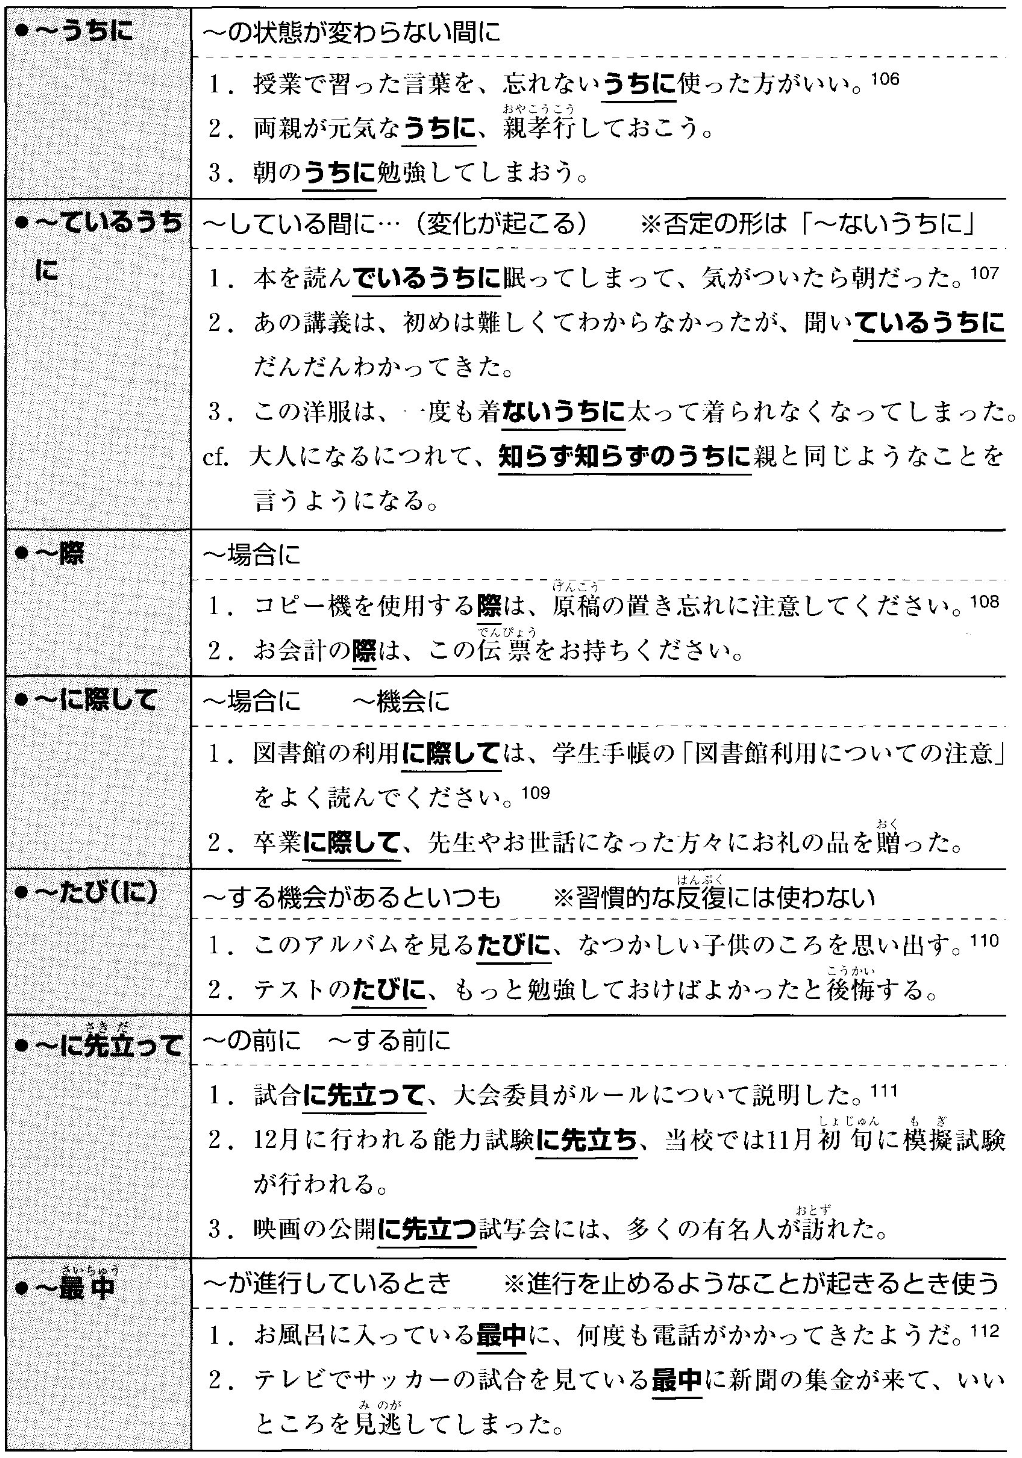 ●～うちに
～の状態が変わらない間に
1．授業で習った言葉を、忘れないうちに使った方がいい。106
おやこうこう
2．両親が元気なうちに、親孝行しておこう。
3．朝のうちに勉強してしまおう。
●～ているうち
に
～している間に…（変化が起こる）　※否定の形は「～ないうちに」
1．本を読んでいるうちに眠ってしまって、気がついたら朝だった。107
2．あの講義は、初めは難しくてわからなかったが、聞いているうちに
だんだんわかってきた。
3．この洋服は、一度も着ないうちに太って着られなくなってしまった。
cf. 大人になるにつれて、知らず知らずのうちに親と同じようなことを
言うようになる。
●～際
～場合に
げんこう
1．コピー機を使用する際は、原稿の置き忘れに注意してください。108
でんぴょう
2．お会計の際は、この伝票をお持ちください。
●～に際して
～場合に　～機会に
1．図書館の利用に際しては、学生手帳の「図書館利用についての注意」
をよく読んでください。109
おく
2．卒業に際して、先生やお世話になった方々にお礼の品を贈った。
●～たび(に)
はんぷく
～する機会があるといつも　※習慣的な反復には使わない
1．このアルバムを見るたびに、なつかしい子供のころを思い出す。110
こうかい
2．テストのたびに、もっと勉強しておけばよかったと後悔する。
さきだ
●～に先立って
～の前に　～する前に
1．試合に先立って、大会委員がルールについて説明した。111
しょじゅん　もぎ
2．12月に行われる能力試験に先立ち、当校では11月初旬に模擬試験
が行われる。
おとず
3．映画の公開に先立つ試写会には、多くの有名人が訪れた。
さいちゅう
●～最中
～が進行しているとき　※進行を止めるようなことが起きるとき使う
1．お風呂に入っている最中に、何度も電話がかかってきたようだ。112
2．テレビでサッカーの試合を見ている最中に新聞の集金が来て、いい
みのが
ところを見逃してしまった。